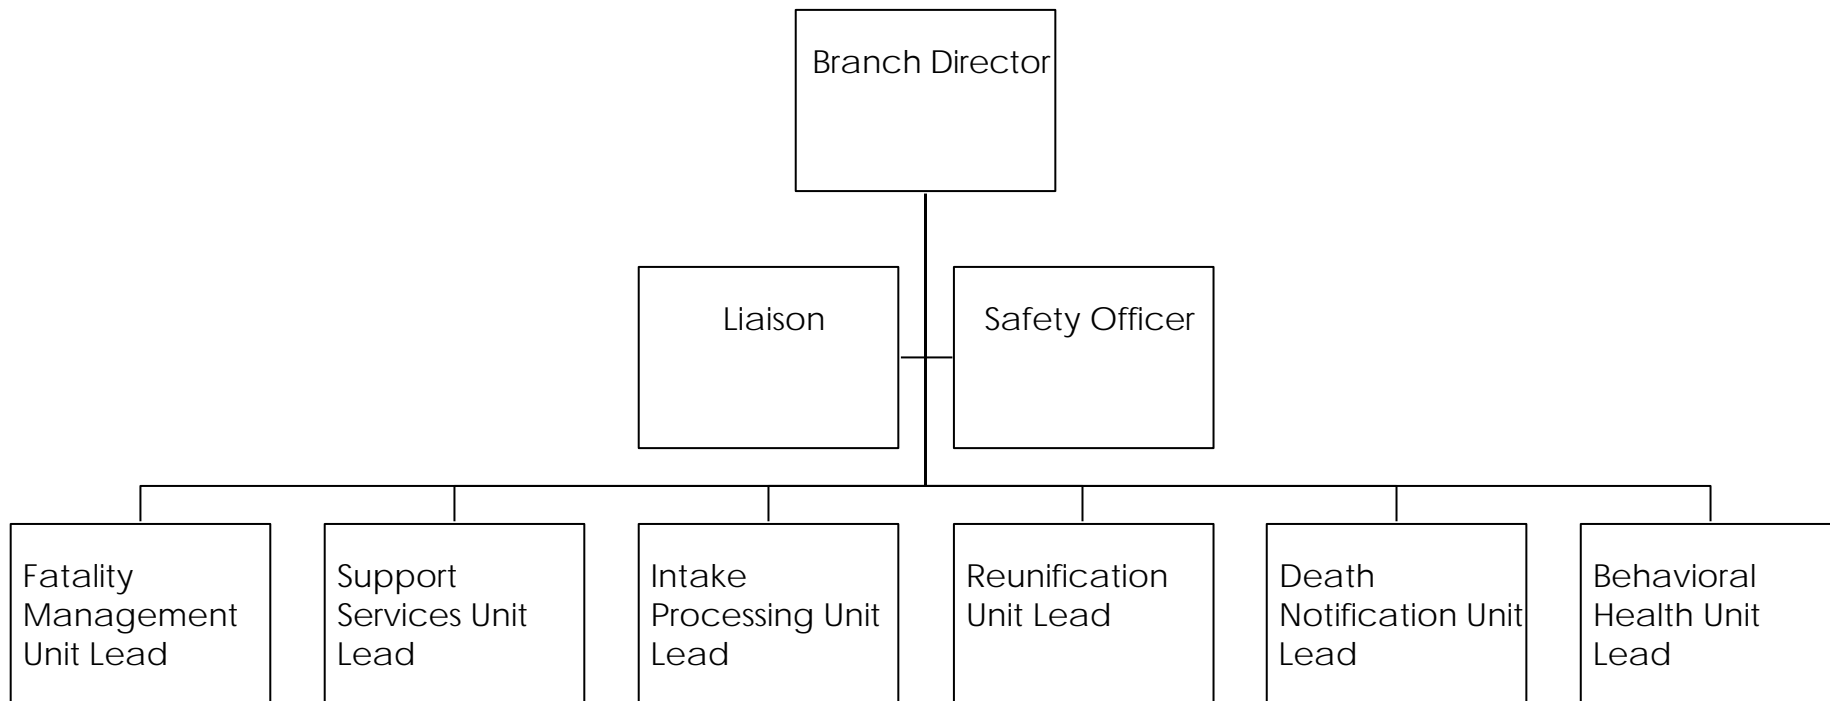 Branch Director
Liaison
Safety Officer
Fatality
Management
Unit Lead
Support
Services Unit
Lead
Intake
Processing Unit
Lead
Reunification
Unit Lead
Death
Notification Unit
Lead
Behavioral
Health Unit
Lead